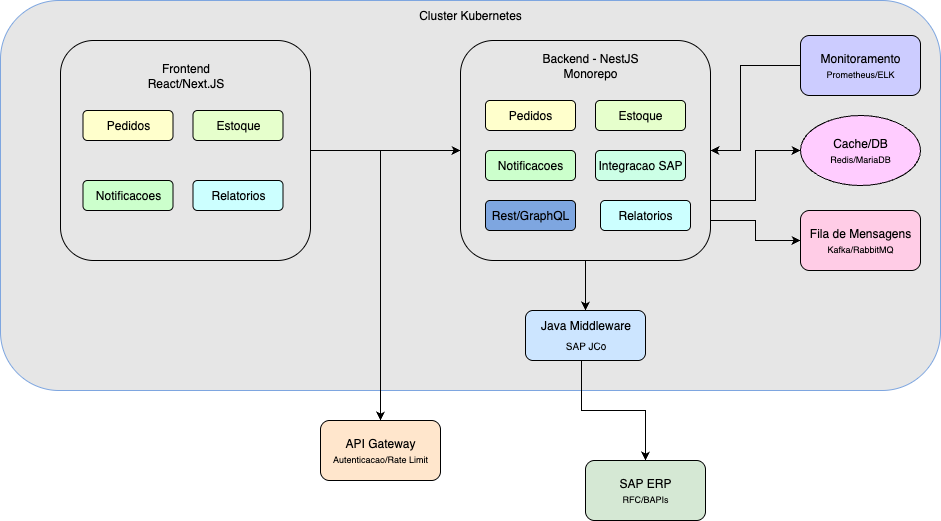 Cluster Kubernetes
Frontend
React/Next.JS
Pedidos
Estoque
Notificacoes
Relatorios
Backend - NestJS
Monorepo
Pedidos
Estoque
Notificacoes
Integracao SAP
Rest/GraphQL
Relatorios
Monitoramento
Prometheus/ELK
Cache/DB
Redis/MariaDB
Fila de Mensagens
Kafka/RabbitMQ
Java Middleware
SAP JCo
API Gateway
Autenticacao/Rate Limit
SAP ERP
RFC/BAPIs